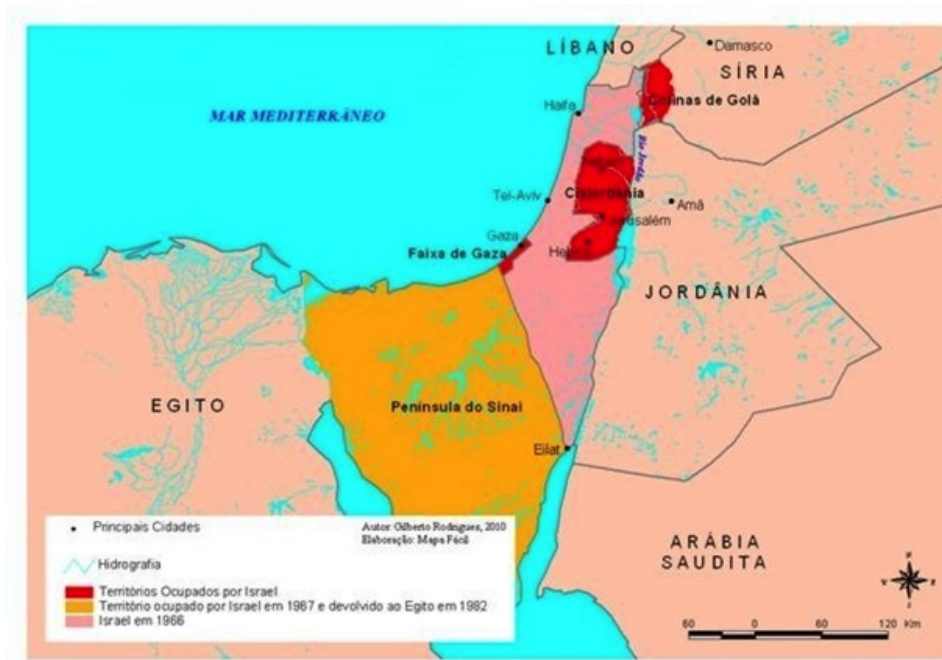 LÍBANO
Damasco
SÍRIA
Colinas de Golã
Haifa
MAR MEDITERRÂNEO
Rio Jordão
Cisjordânia
Tel-Aviv
Amã
Jerusalém
Gaza
Faixa de Gaza
JORDÂNIA
EGITO
Península do Sinai
Eilat
ARÁBIA
SAUDITA
Principais Cidades
Autor: Gilberto Rodrigues, 2010
Elaboração: Mapa Fácil
Hidrografia
Territórios Ocupados por Israel
Território ocupado por Israel em 1967 e devolvido ao Egito em 1982
Israel em 1966
N
W
E
S
60 0 60 120 Km